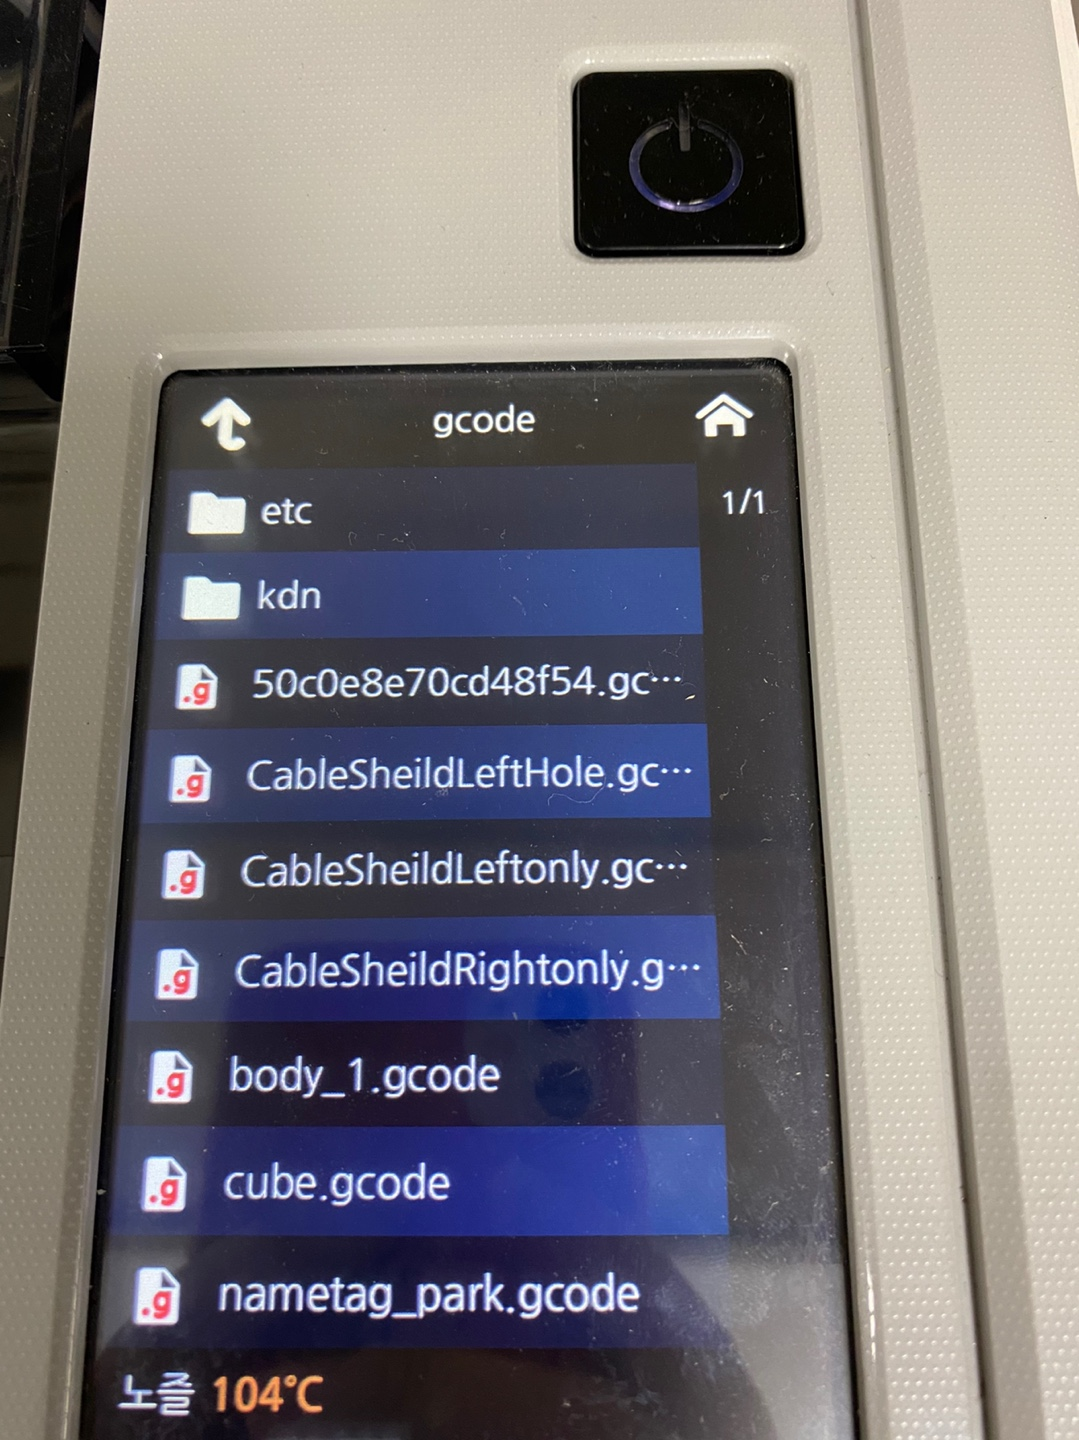 gcode
etc
1/1
kdn
50c0e8e70cd48f54.gc…
CableSheildLeftHole.gc…
CableSheildLeftonly.gc…
CableSheildRightonly.g…
body_1.gcode
cube.gcode
nametag_park.gcode
노즐 104°C